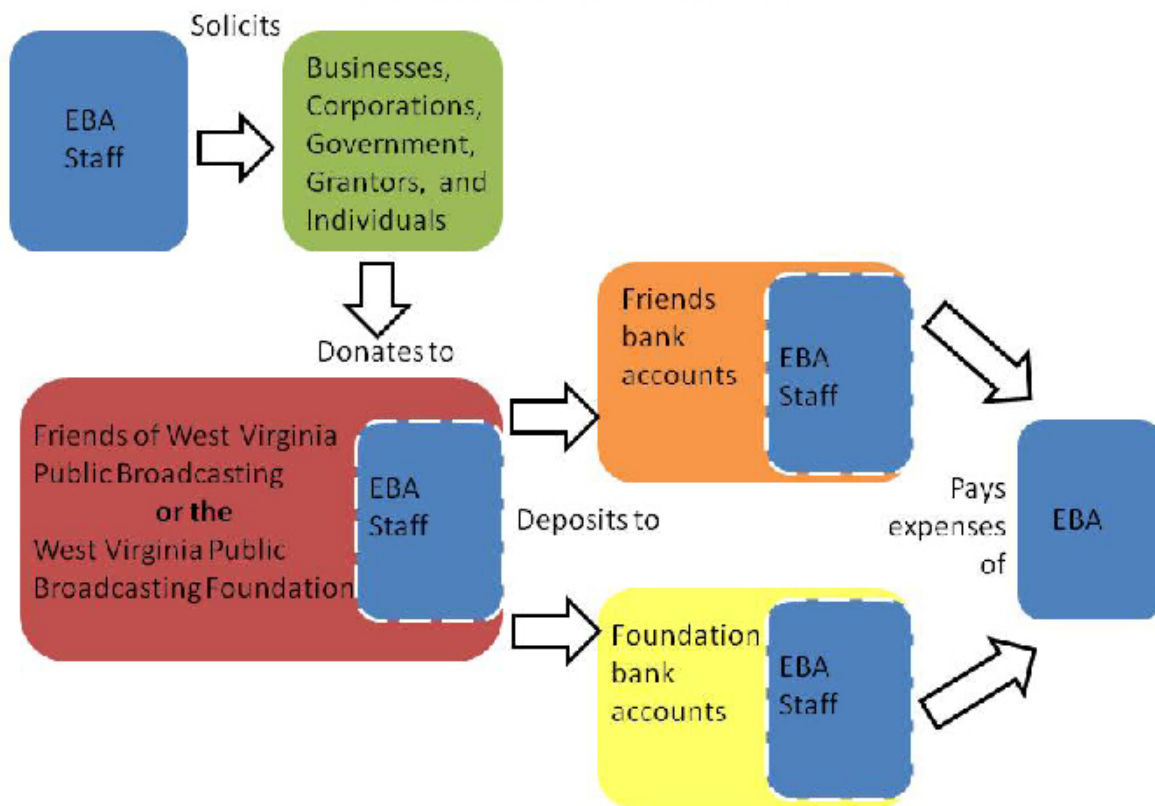 Solicits
EBA
Staff
Businesses,
Corporations,
Government,
Grantors, and
Individuals
Donates to
Friends of West Virginia
Public Broadcasting
or the
West Virginia Public
Broadcasting Foundation
EBA
Staff
Deposits to
Friends
bank
accounts
EBA
Staff
Foundation
bank
accounts
EBA
Staff
Pays
expenses
of
EBA